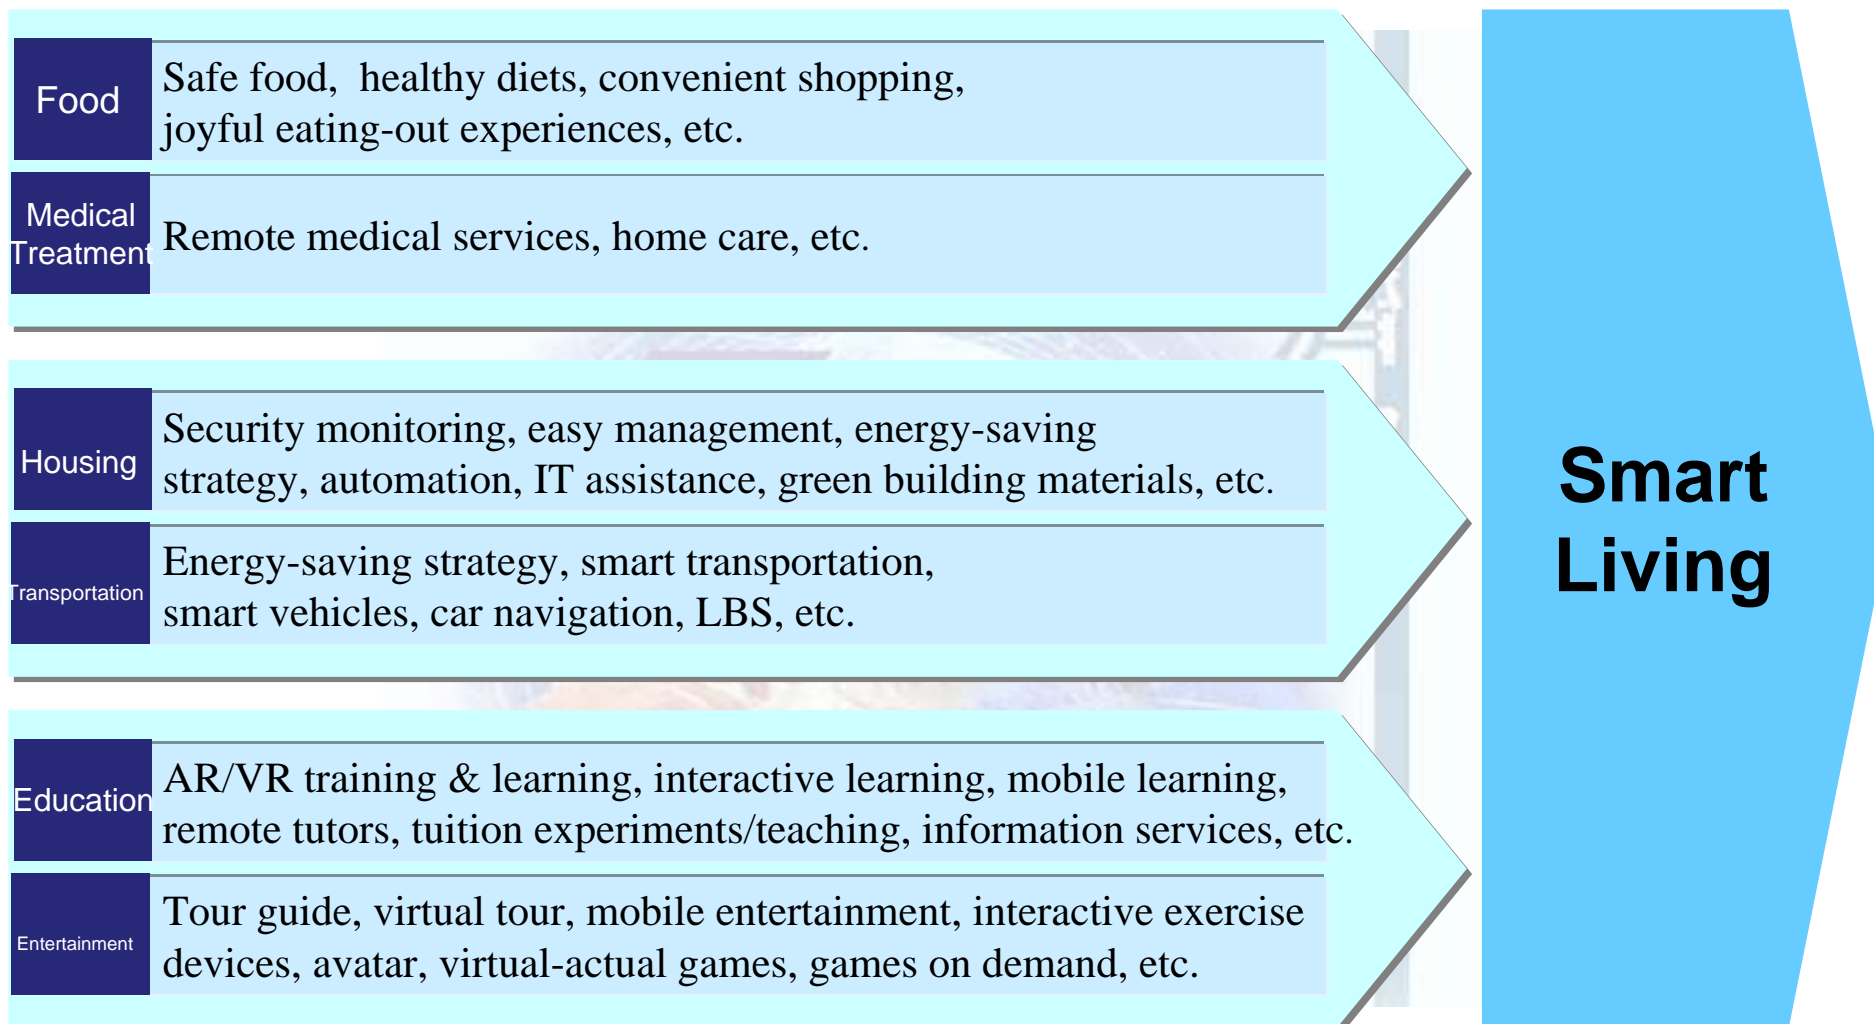 Food
Safe food,  healthy diets, convenient shopping,
joyful eating-out experiences, etc.
Medical
Treatment
Remote medical services, home care, etc.
Housing
Security monitoring, easy management, energy-saving
strategy, automation, IT assistance, green building materials, etc.
Transportation
Energy-saving strategy, smart transportation,
smart vehicles, car navigation, LBS, etc.
Education
AR/VR training & learning, interactive learning, mobile learning,
remote tutors, tuition experiments/teaching, information services, etc.
Entertainment
Tour guide, virtual tour, mobile entertainment, interactive exercise
devices, avatar, virtual-actual games, games on demand, etc.
Smart
Living